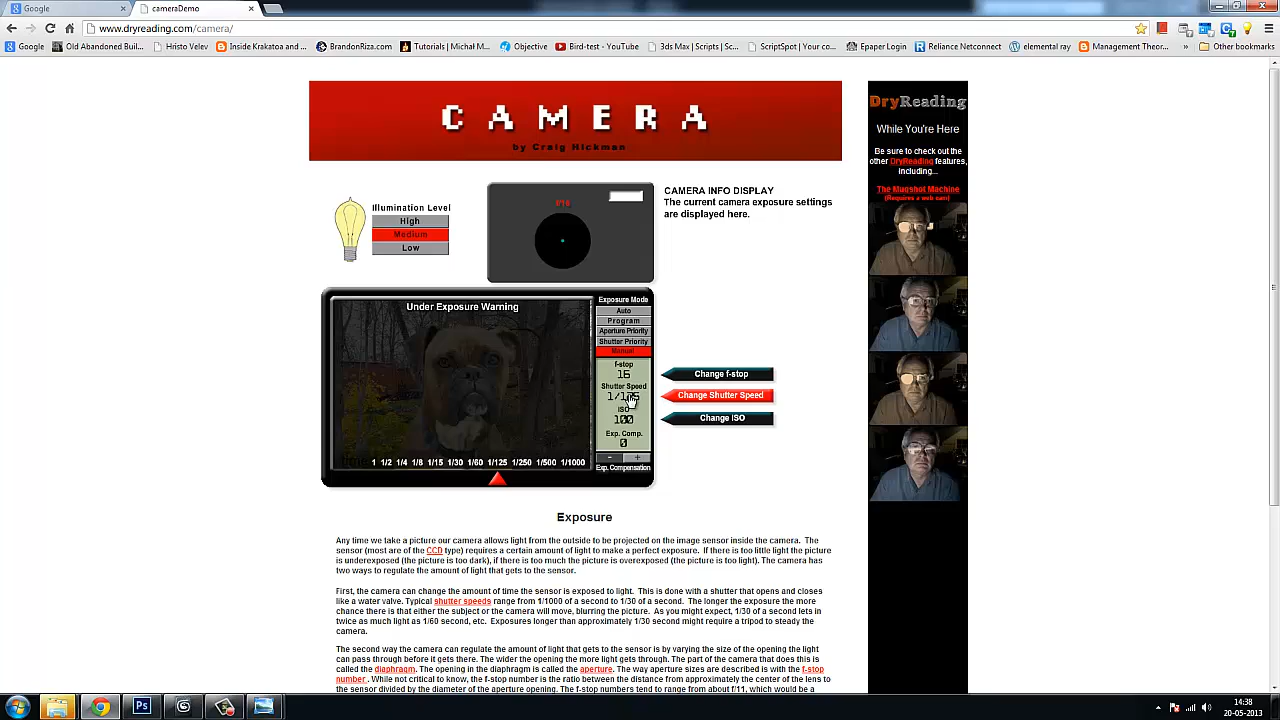 Google
cameraDemo
www.dryreading.com/camera/
Google
Old Abandoned Buil...
Hristo Velev
Inside Krakatoa and ...
BrandonRiza.com
Tutorials | Michał M...
Objective
Bird-test - YouTube
3ds Max | Scripts | Sc...
ScriptSpot | Your co...
Epaper Login
Reliance Netconnect
elemental ray
Management Theor...
»
Other bookmarks
CAMERA
by Craig Hickman
DryReading
While You're Here
Be sure to check out the
other DryReading features,
including...
The Mugshot Machine
(Requires a web cam)
Illumination Level
High
Medium
Low
f/16
CAMERA INFO DISPLAY
The current camera exposure settings
are displayed here.
Under Exposure Warning
1 1/2 1/4 1/8 1/15 1/30 1/60 1/125 1/250 1/500 1/1000
Exposure Mode
Auto
Program
Aperture Priority
Shutter Priority
Manual
f-stop
16
Shutter Speed
1/125
ISO
100
Exp. Comp.
0
- +
Exp. Compensation
Change f-stop
Change Shutter Speed
Change ISO
Exposure
Any time we take a picture our camera allows light from the outside to be projected on the image sensor inside the camera. The
sensor (most are of the CCD type) requires a certain amount of light to make a perfect exposure. If there is too little light the picture
is underexposed (the picture is too dark), if there is too much the picture is overexposed (the picture is too light). The camera has
two ways to regulate the amount of light that gets to the sensor.
First, the camera can change the amount of time the sensor is exposed to light. This is done with a shutter that opens and closes
like a water valve. Typical shutter speeds range from 1/1000 of a second to 1/30 of a second. The longer the exposure the more
chance there is that either the subject or the camera will move, blurring the picture. As you might expect, 1/30 of a second lets in
twice as much light as 1/60 second, etc. Exposures longer than approximately 1/30 second might require a tripod to steady the
camera.
The second way the camera can regulate the amount of light that gets to the sensor is by varying the size of the opening the light
can pass through before it gets there. The wider the opening the more light gets through. The part of the camera that does this is
called the diaphragm. The opening in the diaphragm is called the aperture. The way aperture sizes are described is with the f-stop
number. While not critical to know, the f-stop number is the ratio between the distance from approximately the center of the lens to
the sensor divided by the diameter of the aperture opening. The f-stop numbers tend to range from about f/11, which would be a
Ps
14:38
20-05-2013